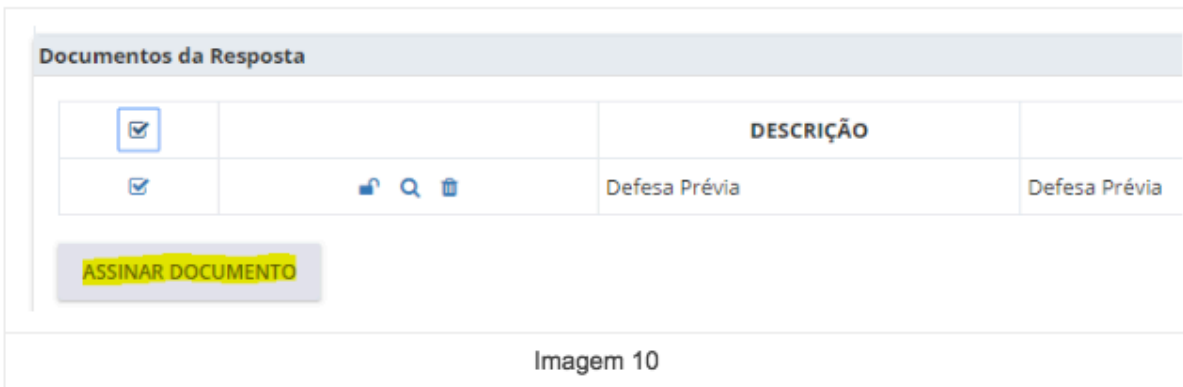 Documentos da Resposta
DESCRIÇÃO
Defesa Prévia Defesa Prévia
ASSINAR DOCUMENTO
Imagem 10